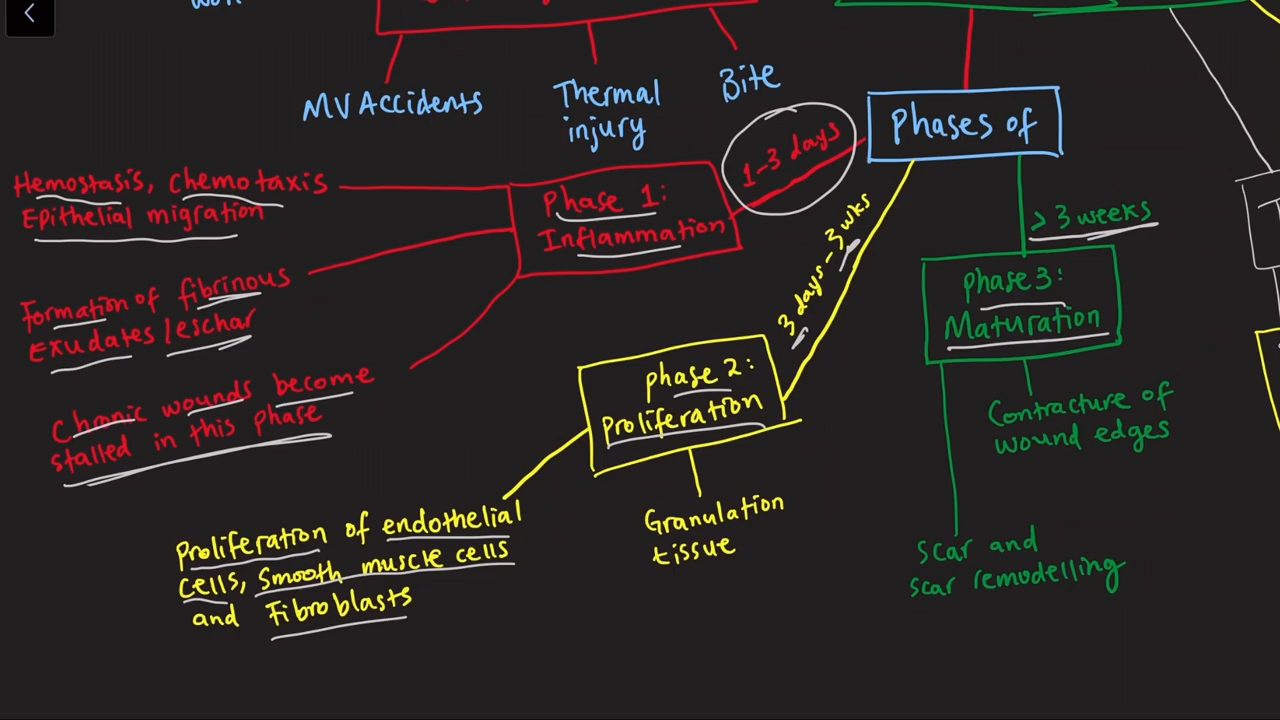 MV Accidents
Thermal
injury
Bite
Phases of
1-3 days
Hemostasis, chemotaxis
Epithelial migration
Phase 1:
Inflammation
Formation of fibrinous
Exudates/eschar
Chronic wounds become
stalled in this phase
3 days - 3 wks
> 3 weeks
Phase 3:
Maturation
phase 2:
Proliferation
Contracture of
wound edges
Proliferation of endothelial
cells, smooth muscle cells
and Fibroblasts
Granulation
tissue
Scar and
scar remodelling